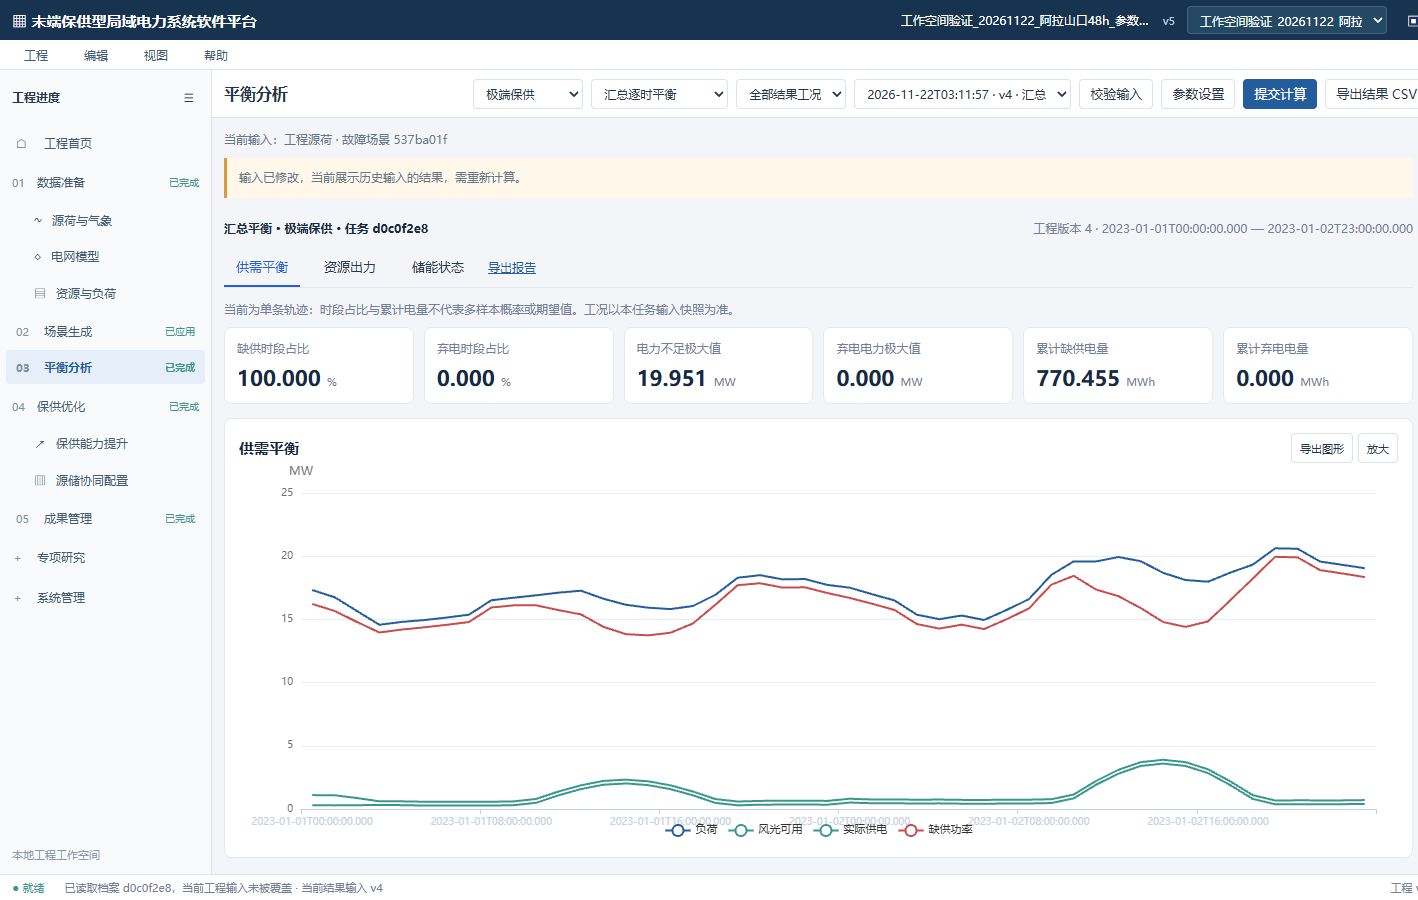 末端保供型局域电力系统软件平台
工作空间验证_20261122_阿拉山口48h_参数... v5 工作空间验证 20261122 阿拉
工程 编辑 视图 帮助
工程进度
工程首页
01 数据准备 已完成
源荷与气象
电网模型
资源与负荷
02 场景生成 已应用
03 平衡分析 已完成
04 保供优化 已完成
保供能力提升
源储协同配置
05 成果管理 已完成
+ 专项研究
+ 系统管理
本地工程工作空间
平衡分析 极端保供 汇总逐时平衡 全部结果工况 2026-11-22T03:11:57 · v4 · 汇总 校验输入 参数设置 提交计算 导出结果 CSV
当前输入：工程源荷 · 故障场景 537ba01f
输入已修改，当前展示历史输入的结果，需重新计算。
汇总平衡 • 极端保供 • 任务 d0c0f2e8 工程版本 4 · 2023-01-01T00:00:00.000 — 2023-01-02T23:00:00.000
供需平衡 资源出力 储能状态 导出报告
当前为单条轨迹：时段占比与累计电量不代表多样本概率或期望值。工况以本任务输入快照为准。
缺供时段占比 弃电时段占比 电力不足极大值 弃电电力极大值 累计缺供电量 累计弃电电量
100.000 % 0.000 % 19.951 MW 0.000 MW 770.455 MWh 0.000 MWh
供需平衡 导出图形 放大
MW
25
20
15
10
5
0
2023-01-01T00:00:00.000 2023-01-01T08:00:00.000 2023-01-01T16:00:00.000 2023-01-02T00:00:00.000 2023-01-02T08:00:00.000 2023-01-02T16:00:00.000
负荷 风光可用 实际供电 缺供功率
就绪 已读取档案 d0c0f2e8，当前工程输入未被覆盖 · 当前结果输入 v4 工程